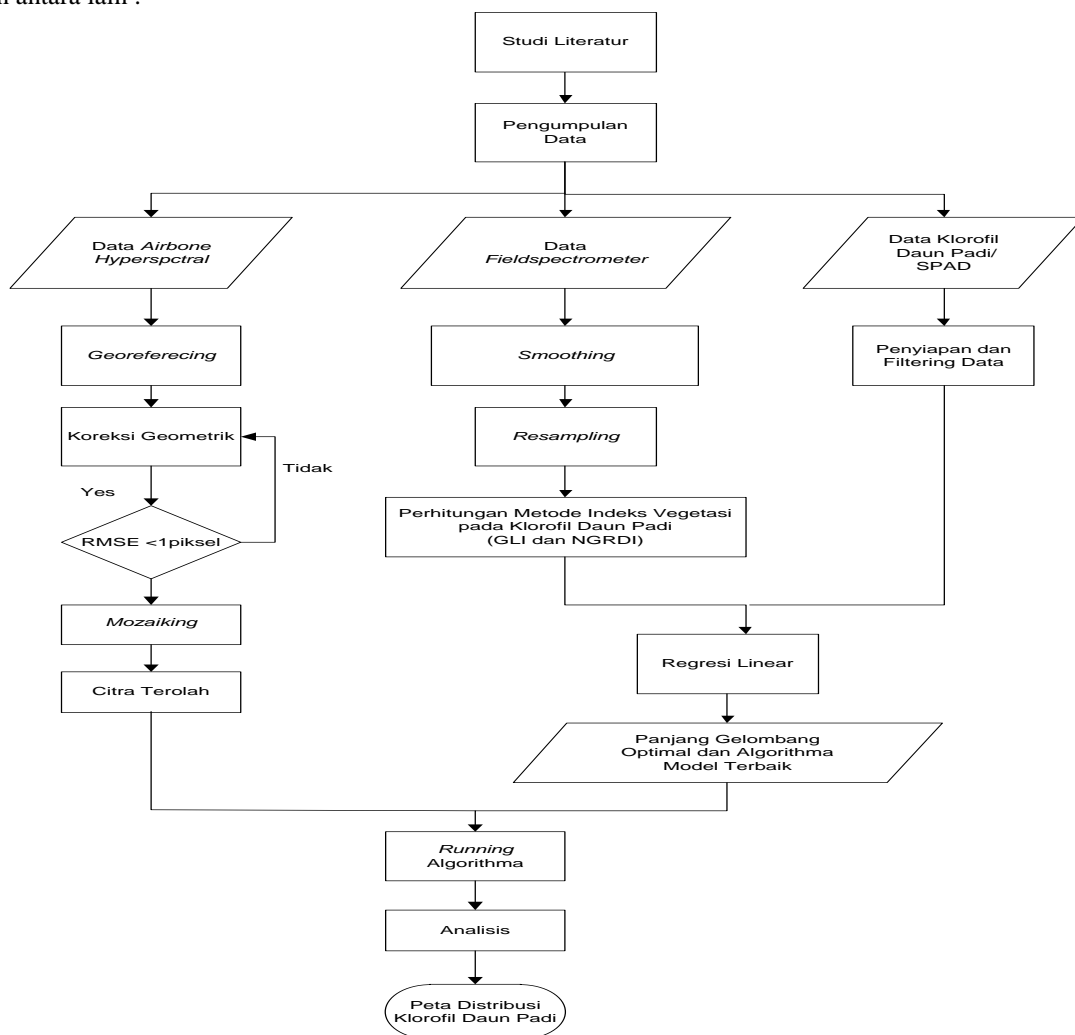 n antara lain :
Studi Literatur
Pengumpulan
Data
Data Airbone
Hyperspctral
Data
Fieldspectrometer
Data Klorofil
Daun Padi/
SPAD
Georeferecing
Smoothing
Penyiapan dan
Filtering Data
Koreksi Geometrik
Resampling
Tidak
Yes
Perhitungan Metode Indeks Vegetasi
pada Klorofil Daun Padi
(GLI dan NGRDI)
RMSE <1piksel
Mozaiking
Regresi Linear
Citra Terolah
Panjang Gelombang
Optimal dan Algorithma
Model Terbaik
Running
Algorithma
Analisis
Peta Distribusi
Klorofil Daun Padi